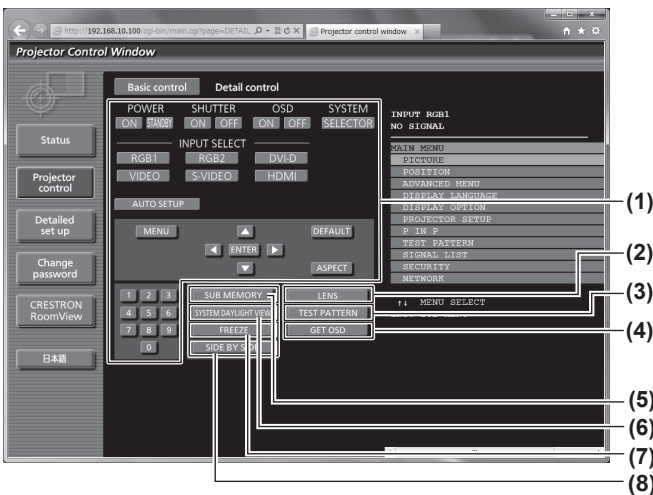 http://192.168.10.100/cgi-bin/main.cgi?page=DETAIL
Projector control window
Projector Control Window
Basic control
Detail control
POWER SHUTTER OSD SYSTEM
ON STANDBY ON OFF ON OFF SELECTOR
INPUT SELECT
RGB1 RGB2 DVI-D
VIDEO S-VIDEO HDMI
AUTO SETUP
MENU DEFAULT
ENTER
ASPECT
1 2 3
4 5 6
7 8 9
0
SUB MEMORY LENS
SYSTEM DAYLIGHT VIEW TEST PATTERN
FREEZE GET OSD
SIDE BY SIDE
Status
Projector
control
Detailed
set up
Change
password
CRESTRON
RoomView
日本語
INPUT RGB1
NO SIGNAL
MAIN MENU
PICTURE
POSITION
ADVANCED MENU
DISPLAY LANGUAGE
DISPLAY OPTION
PROJECTOR SETUP
P IN P
TEST PATTERN
SIGNAL LIST
SECURITY
NETWORK
↑↓ MENU SELECT
(1)
(2)
(3)
(4)
(5)
(6)
(7)
(8)